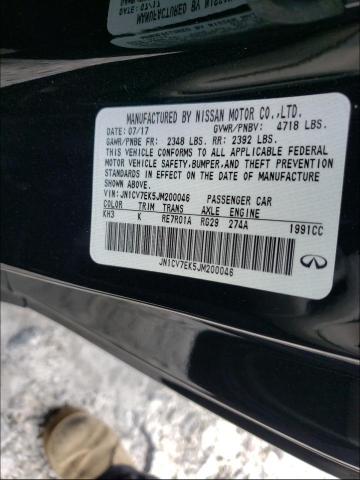 MANUFACTURED BY NISSAN MOTOR CO.,LTD.
DATE: 07/17 GVWR/PNBV: 4718 LBS.
GAWR/PNBE FR: 2348 LBS. RR: 2392 LBS.
THIS VEHICLE CONFORMS TO ALL APPLICABLE FEDERAL
MOTOR VEHICLE SAFETY, BUMPER, AND THEFT PREVENTION
STANDARDS IN EFFECT ON THE DATE OF MANUFACTURE
SHOWN ABOVE.
VIN: JN1CV7EK5JM200046 PASSENGER CAR
COLOR TRIM TRANS AXLE ENGINE
KH3 K RE7R01A RG29 274A 1991CC
JN1CV7EK5JM200046
INFINITI